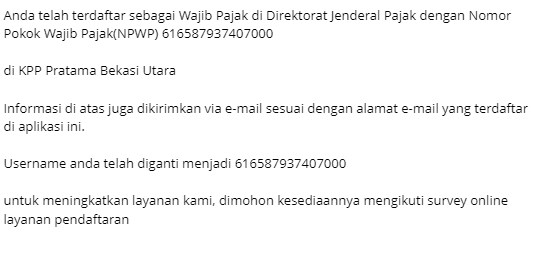 Anda telah terdaftar sebagai Wajib Pajak di Direktorat Jenderal Pajak dengan Nomor
Pokok Wajib Pajak(NPWP) 616587937407000
di KPP Pratama Bekasi Utara
Informasi di atas juga dikirimkan via e-mail sesuai dengan alamat e-mail yang terdaftar
di aplikasi ini.
Username anda telah diganti menjadi 616587937407000
untuk meningkatkan layanan kami, dimohon kesediaannya mengikuti survey online
layanan pendaftaran